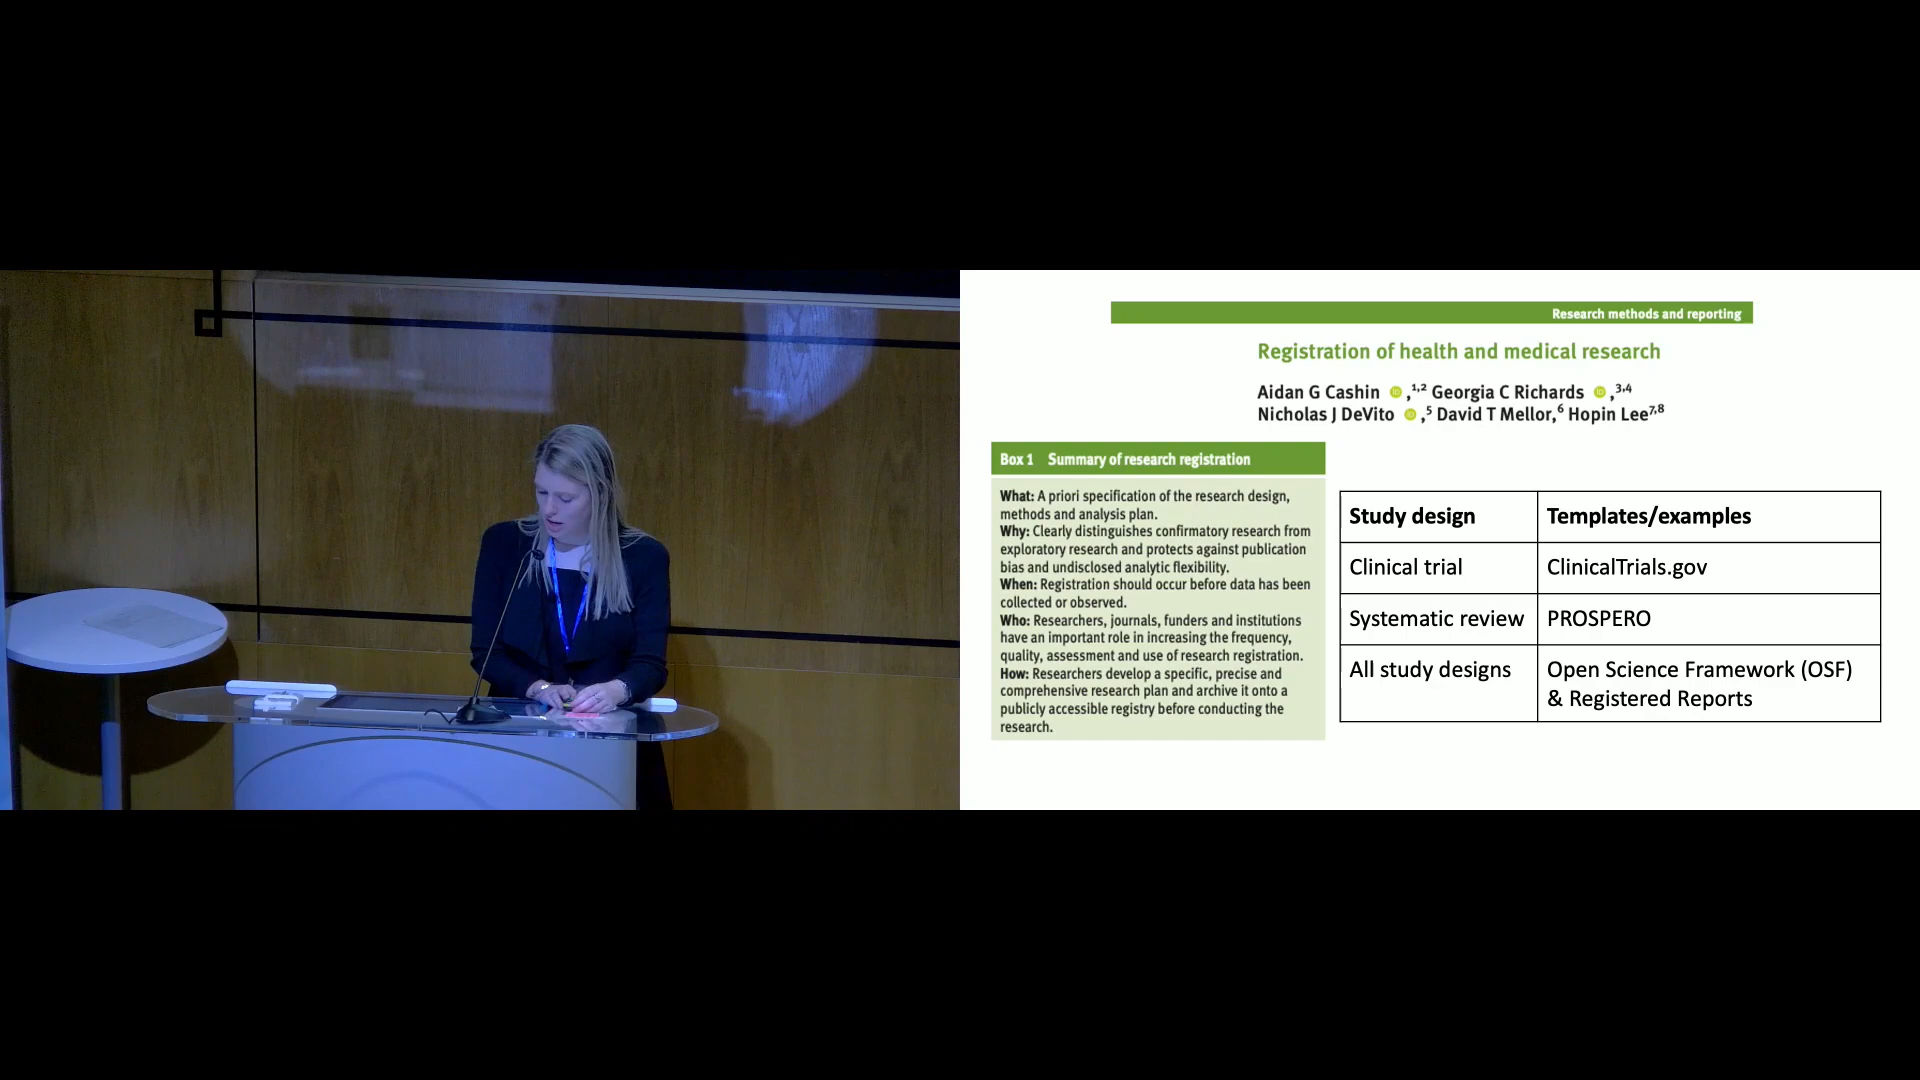 Research methods and reporting
Registration of health and medical research
Aidan G Cashin iD ,1,2 Georgia C Richards iD ,3,4
Nicholas J DeVito iD ,5 David T Mellor,6 Hopin Lee7,8
Box 1 Summary of research registration
What: A priori specification of the research design,
methods and analysis plan.
Why: Clearly distinguishes confirmatory research from
exploratory research and protects against publication
bias and undisclosed analytic flexibility.
When: Registration should occur before data has been
collected or observed.
Who: Researchers, journals, funders and institutions
have an important role in increasing the frequency,
quality, assessment and use of research registration.
How: Researchers develop a specific, precise and
comprehensive research plan and archive it onto a
publicly accessible registry before conducting the
research.
Study design Templates/examples
Clinical trial ClinicalTrials.gov
Systematic review PROSPERO
All study designs Open Science Framework (OSF)
& Registered Reports